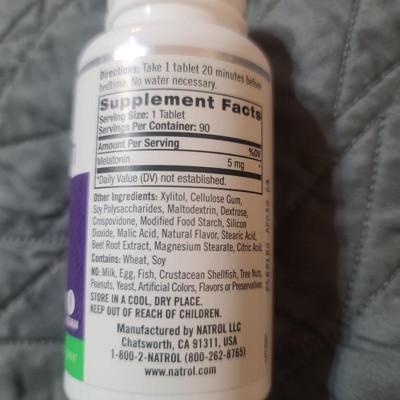 Directions: Take 1 tablet 20 minutes before
bedtime. No water necessary.
Supplement Facts
Serving Size: 1 Tablet
Servings Per Container: 90
Amount Per Serving %DV
Melatonin 5 mg *
*Daily Value (DV) not established.
Other Ingredients: Xylitol, Cellulose Gum,
Soy Polysaccharides, Maltodextrin, Dextrose,
Crospovidone, Modified Food Starch, Silicon
Dioxide, Malic Acid, Natural Flavor, Stearic Acid,
Beet Root Extract, Magnesium Stearate, Citric Acid.
Contains: Wheat, Soy
NO: Milk, Egg, Fish, Crustacean Shellfish, Tree Nuts,
Peanuts, Yeast, Artificial Colors, Flavors or Preservatives
STORE IN A COOL, DRY PLACE.
KEEP OUT OF REACH OF CHILDREN.
Manufactured by NATROL LLC
Chatsworth, CA 91311, USA
1-800-2-NATROL (800-262-8765)
www.natrol.com